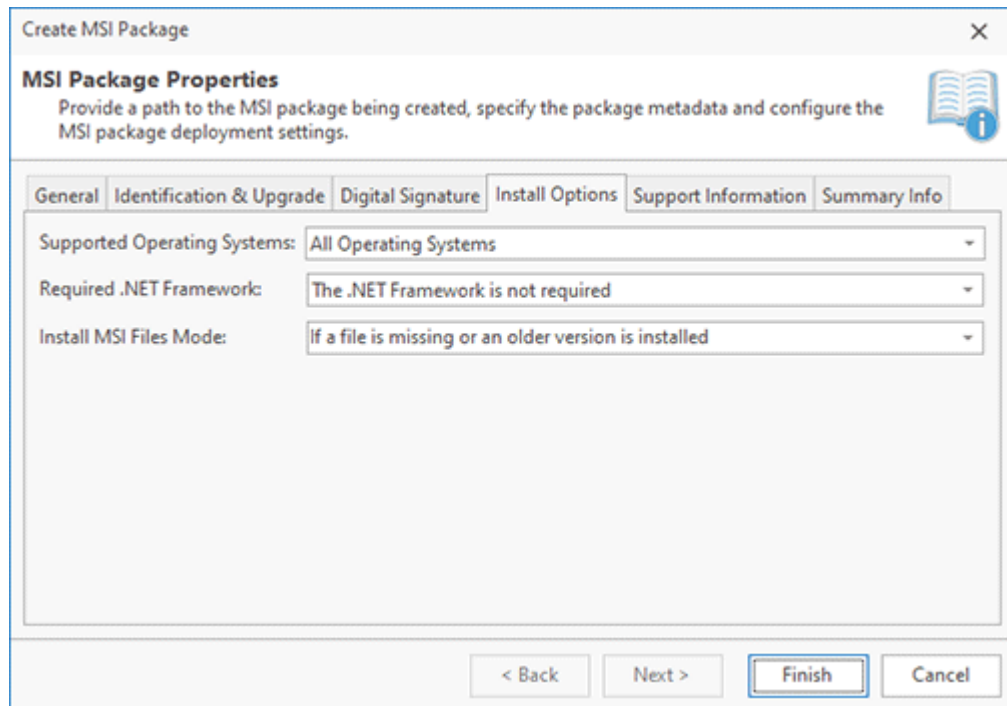 Create MSI Package
MSI Package Properties
Provide a path to the MSI package being created, specify the package metadata and configure the
MSI package deployment settings.
General Identification & Upgrade Digital Signature Install Options Support Information Summary Info
Supported Operating Systems: All Operating Systems
Required .NET Framework: The .NET Framework is not required
Install MSI Files Mode: If a file is missing or an older version is installed
< Back Next > Finish Cancel